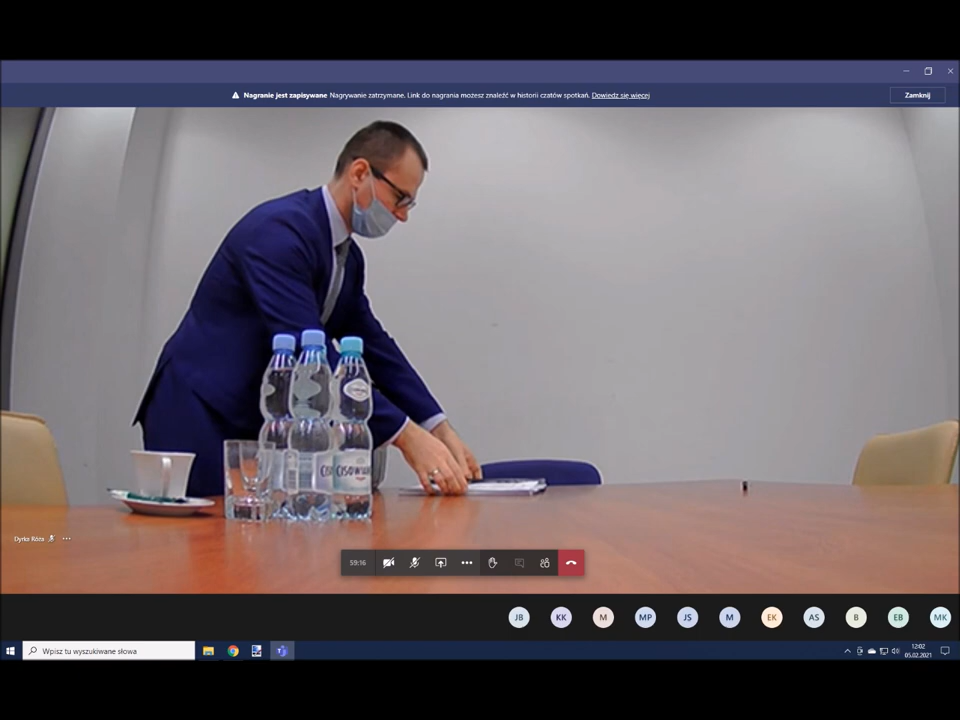 Nagranie jest zapisywane Nagrywanie zatrzymane. Link do nagrania możesz znaleźć w historii czatów spotkań. Dowiedz się więcej
Zamknij
CISOWIANKA
Dyrka Róża
59:16
JB KK M MP JS M EK AS B EB MK
Wpisz tu wyszukiwane słowa
12:02
05.02.2021